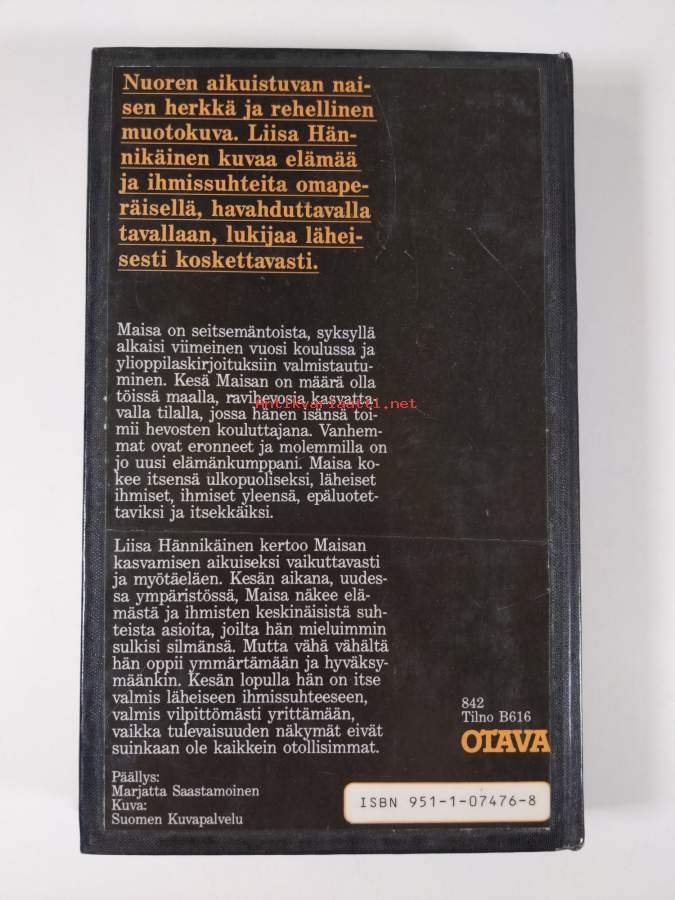 Nuoren aikuistuvan nai-
sen herkkä ja rehellinen
muotokuva. Liisa Hän-
nikäinen kuvaa elämää
ja ihmissuhteita omape-
räisellä, havahduttavalla
tavallaan, lukijaa lähei-
sesti koskettavasti.
Maisa on seitsemäntoista, syksyllä
alkaisi viimeinen vuosi koulussa ja
ylioppilaskirjoituksiin valmistautu-
minen. Kesä Maisan on määrä olla
töissä maalla, ravihevosia kasvatta-
valla tilalla, jossa hänen isänsä toi-
mii hevosten kouluttajana. Vanhem-
mat ovat eronneet ja molemmilla on
jo uusi elämänkumppani. Maisa ko-
kee itsensä ulkopuoliseksi, läheiset
ihmiset, ihmiset yleensä, epäluotet-
taviksi ja itsekkäiksi.
Antikvariaatti.net
Liisa Hännikäinen kertoo Maisan
kasvamisen aikuiseksi vaikuttavasti
ja myötäeläen. Kesän aikana, uudes-
sa ympäristössä, Maisa näkee elä-
mästä ja ihmisten keskinäisistä suh-
teista asioita, joilta hän mieluimmin
sulkisi silmänsä. Mutta vähä vähältä
hän oppii ymmärtämään ja hyväksy-
määnkin. Kesän lopulla hän on itse
valmis läheiseen ihmissuhteeseen,
valmis vilpittömästi yrittämään,
vaikka tulevaisuuden näkymät eivät
suinkaan ole kaikkein otollisimmat.
842
Tilno B616
OTAVA
Päällys:
Marjatta Saastamoinen
Kuva:
Suomen Kuvapalvelu
ISBN 951-1-07476-8